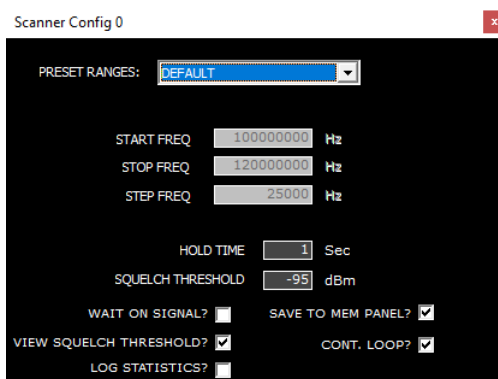 Scanner Config 0
x
PRESET RANGES: DEFAULT
START FREQ 100000000 Hz
STOP FREQ 120000000 Hz
STEP FREQ 25000 Hz
HOLD TIME 1 Sec
SQUELCH THRESHOLD -95 dBm
WAIT ON SIGNAL? SAVE TO MEM PANEL?
VIEW SQUELCH THRESHOLD? CONT. LOOP?
LOG STATISTICS?